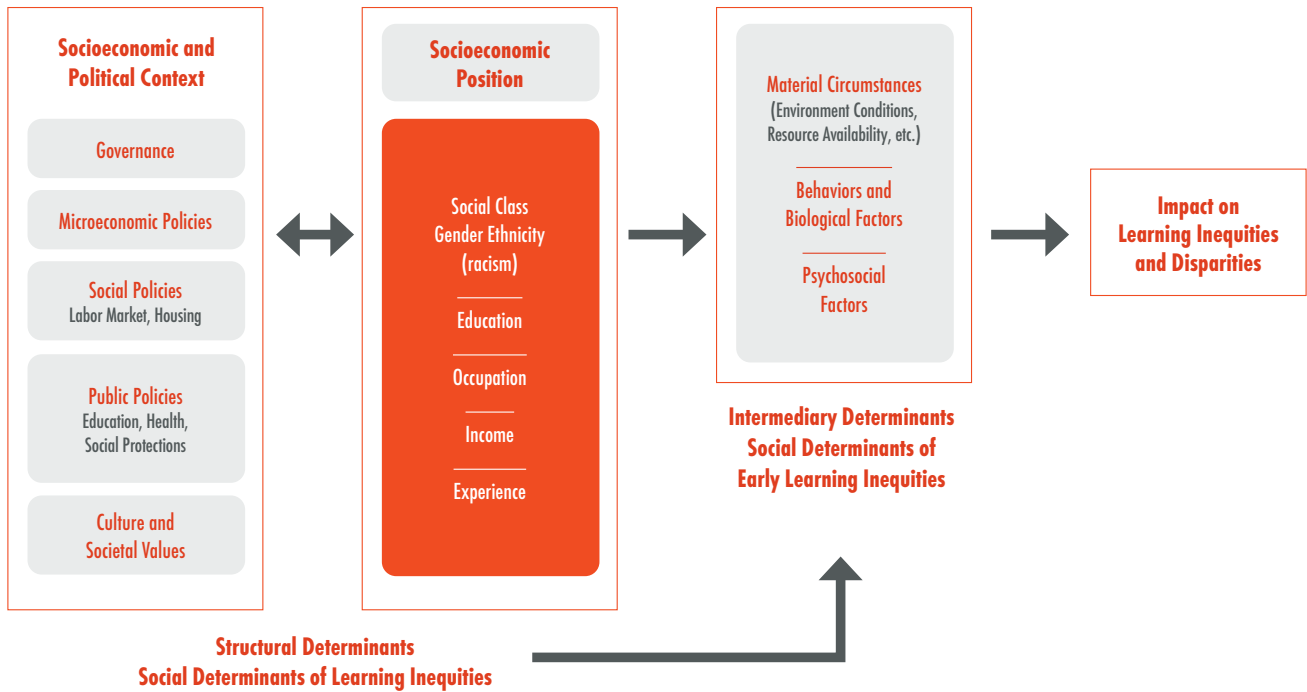 Socioeconomic and
Political Context
Governance
Microeconomic Policies
Social Policies
Labor Market, Housing
Public Policies
Education, Health,
Social Protections
Culture and
Societal Values
Socioeconomic
Position
Social Class
Gender Ethnicity
(racism)
Education
Occupation
Income
Experience
Material Circumstances
(Environment Conditions,
Resource Availability, etc.)
Behaviors and
Biological Factors
Psychosocial
Factors
Intermediary Determinants
Social Determinants of
Early Learning Inequities
Impact on
Learning Inequities
and Disparities
Structural Determinants
Social Determinants of Learning Inequities